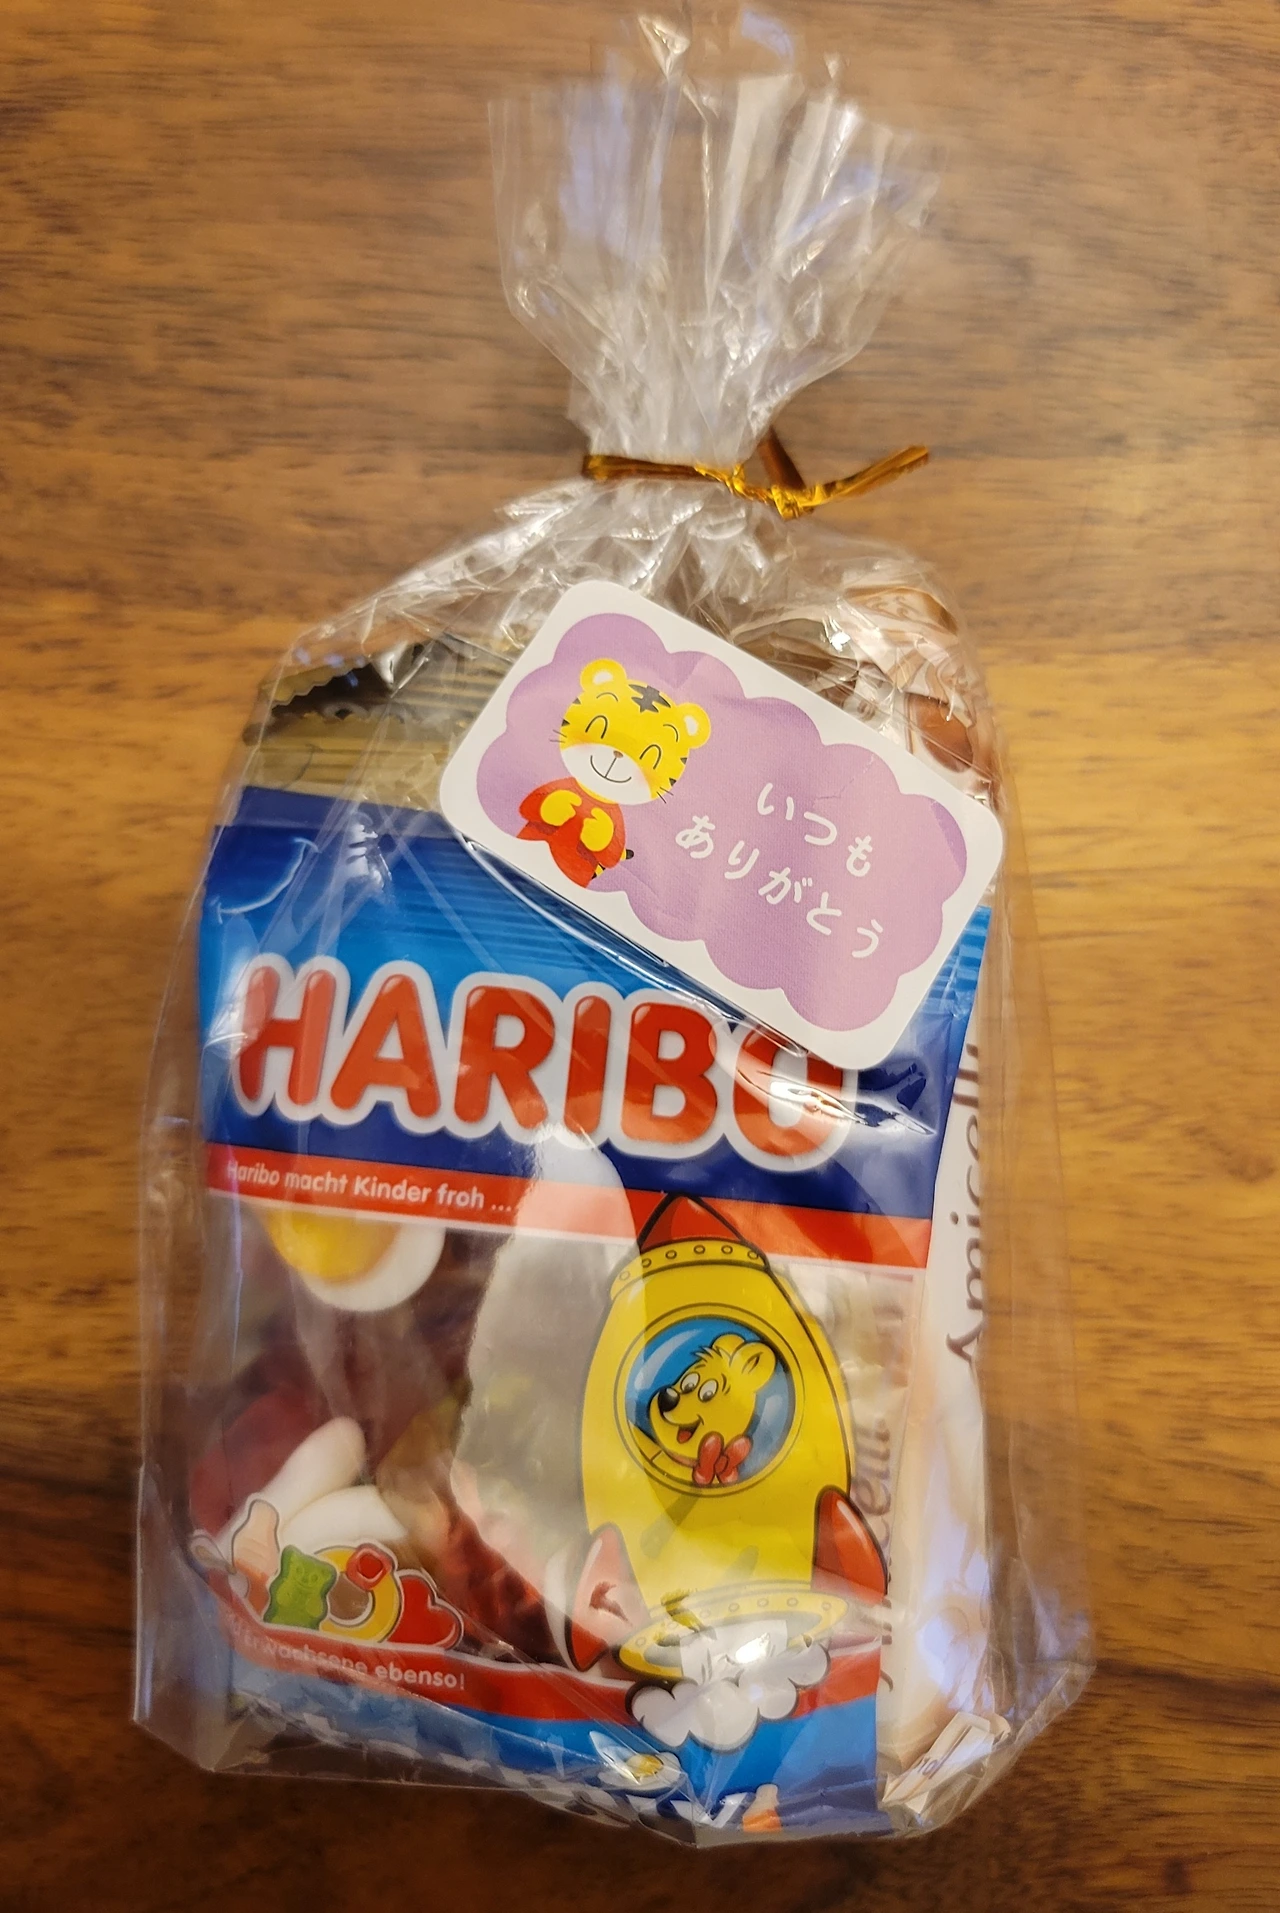 いつも
ありがとう
HARIBO
Haribo macht Kinder froh ...
Erwachsene ebenso!
Amicelli